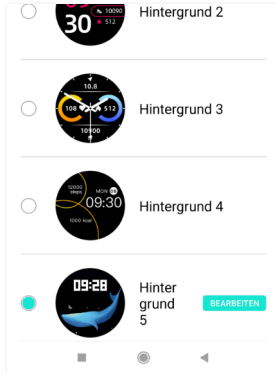 30
10090
512
Hintergrund 2
10.8
108
512
10900
Hintergrund 3
12000
steps
MON 08
09:30
1000 kcal
Hintergrund 4
09:28
Hinter
grund
5
BEARBEITEN